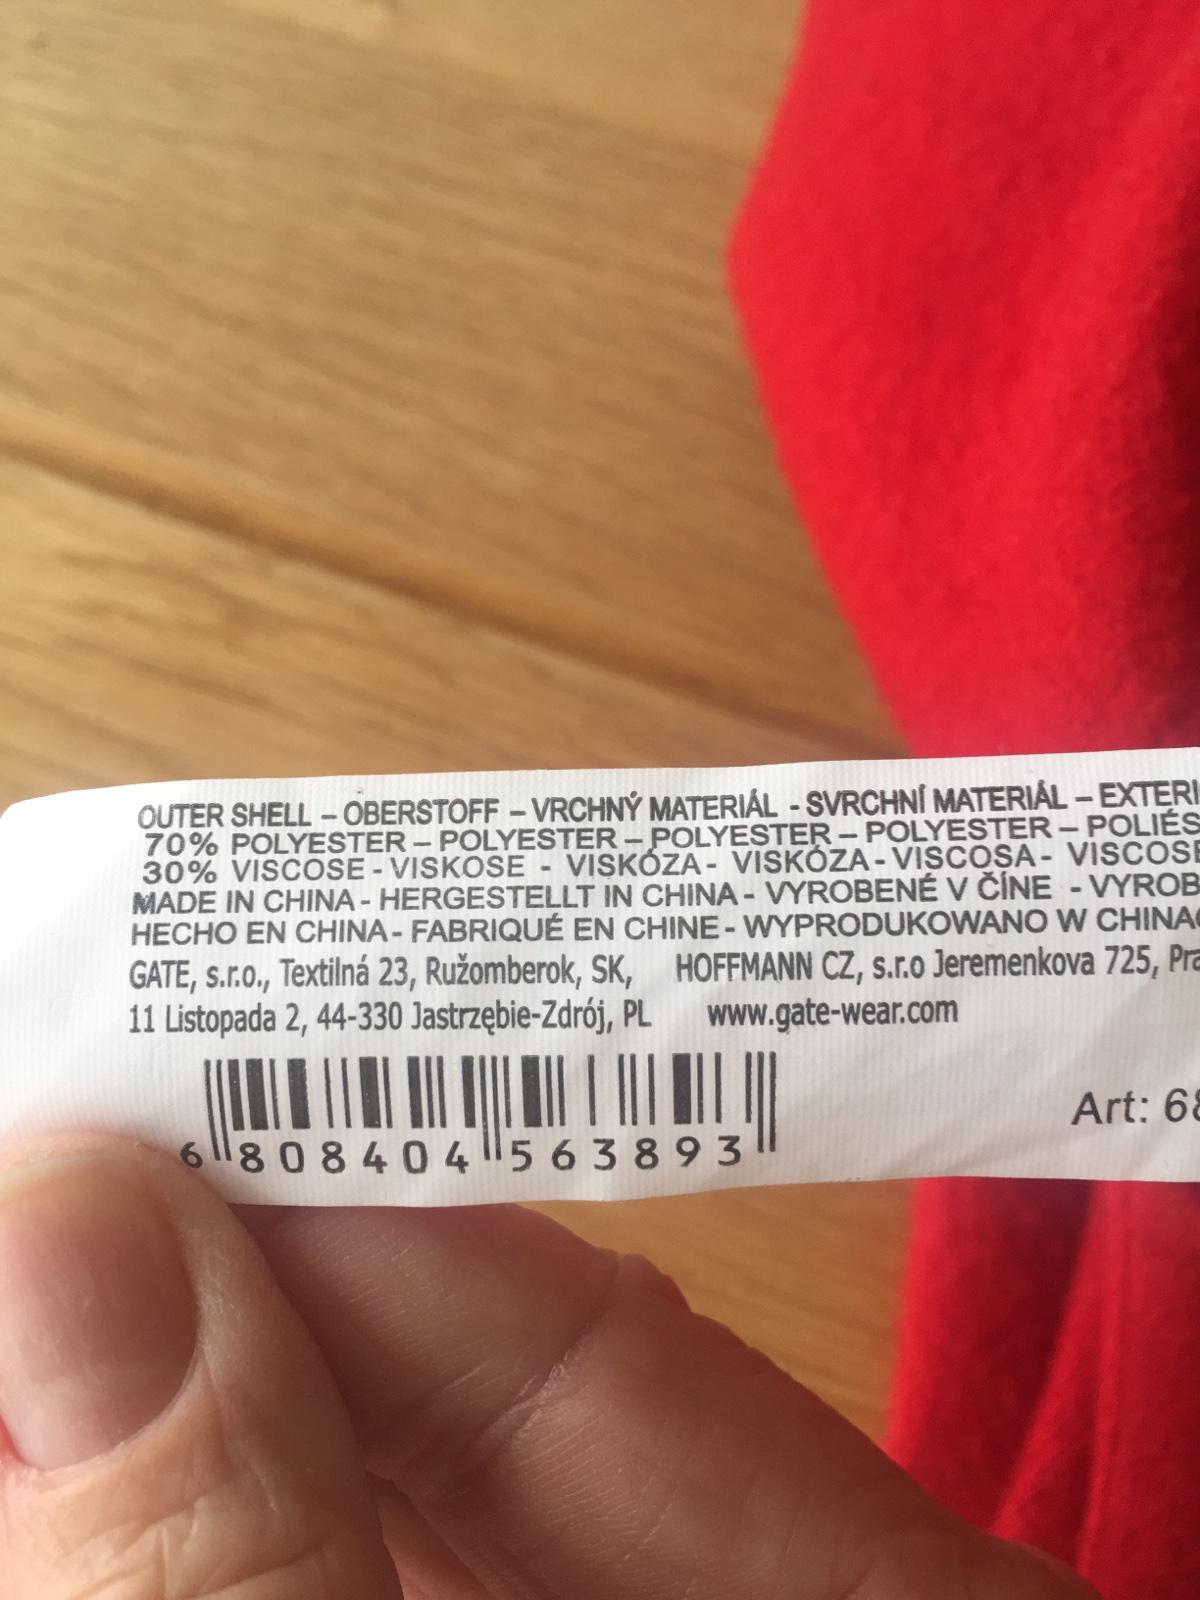 OUTER SHELL – OBERSTOFF – VRCHNÝ MATERIÁL - SVRCHNÍ MATERIÁL – EXTERI
70% POLYESTER – POLYESTER – POLYESTER – POLYESTER – POLIÉS
30% VISCOSE - VISKOSE - VISKÓZA - VISKÓZA - VISCOSA - VISCOSE
MADE IN CHINA - HERGESTELLT IN CHINA - VYROBENÉ V ČÍNE - VYROB
HECHO EN CHINA - FABRIQUÉ EN CHINE - WYPRODUKOWANO W CHINAC
GATE, s.r.o., Textilná 23, Ružomberok, SK, HOFFMANN CZ, s.r.o Jeremenkova 725, Pra
11 Listopada 2, 44-330 Jastrzębie-Zdrój, PL www.gate-wear.com
Art: 68
6 808404 563893